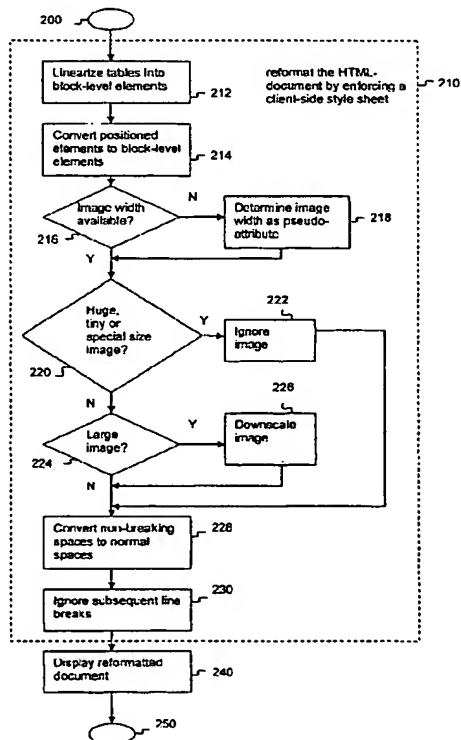 200
Linearize tables into
block-level elements
212
reformat the HTML-
document by enforcing a
client-side style sheet
210
Convert positioned
elements to block-level
elements
214
Image width
available?
216
N
Y
Determine image
width as pseudo-
attribute
218
Huge,
tiny or
special size
image?
220
Y
N
222
Ignore
image
Large
image?
224
Y
N
226
Downscale
image
Convert non-breaking
spaces to normal
spaces
228
Ignore subsequent line
breaks
230
Display reformatted
document
240
250